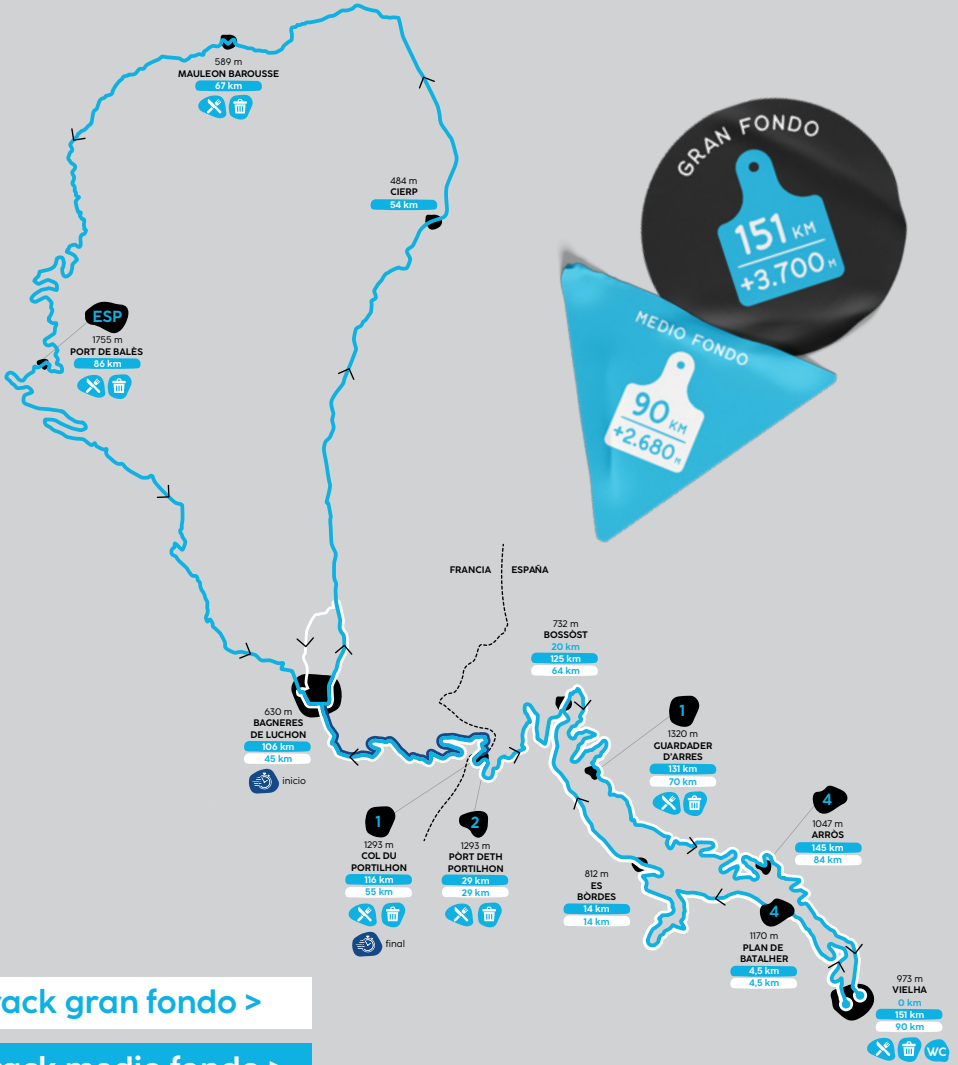 589 m
MAULEON BAROUSSE
67 km
GRAN FONDO
151 KM
+3.700 M
484 m
CIERP
54 km
MEDIO FONDO
90 KM
+2.680 M
ESP
1755 m
PORT DE BALÈS
86 km
FRANCIA
ESPAÑA
732 m
BOSSÒST
20 km
125 km
64 km
630 m
BAGNERES
DE LUCHON
106 km
45 km
inicio
1
1320 m
GUARDADER
D'ARRES
131 km
70 km
1
1293 m
COL DU
PORTILHON
116 km
55 km
final
2
1293 m
PÒRT DETH
PORTILHON
29 km
29 km
4
1047 m
ARRÒS
145 km
84 km
812 m
ES
BÒRDES
14 km
14 km
4
1170 m
PLAN DE
BATALHER
4,5 km
4,5 km
973 m
VIELHA
0 km
151 km
90 km
WC
rack gran fondo >
rack medio fondo >